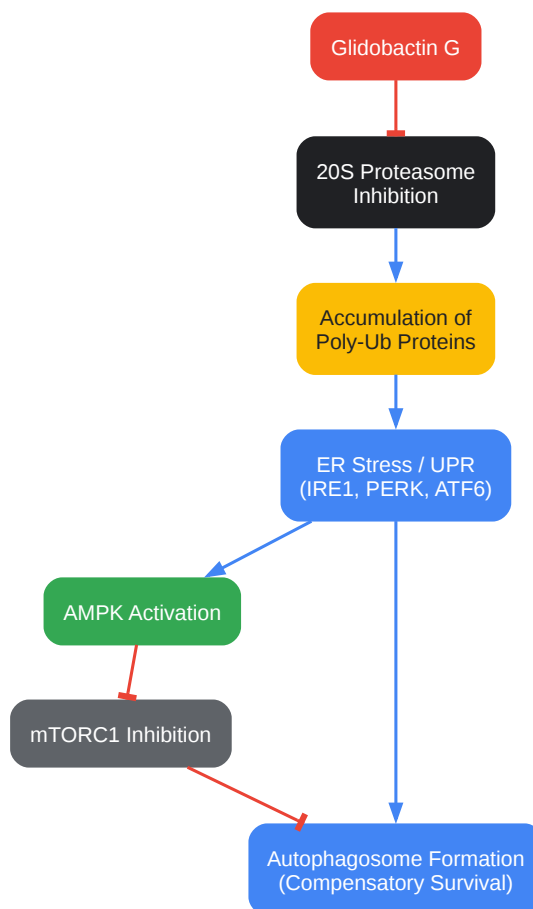 Glidobactin G
20S Proteasome
Inhibition
Accumulation of
Poly-Ub Proteins
ER Stress / UPR
(IRE1, PERK, ATF6)
AMPK Activation
mTORC1 Inhibition
Autophagosome Formation
(Compensatory Survival)